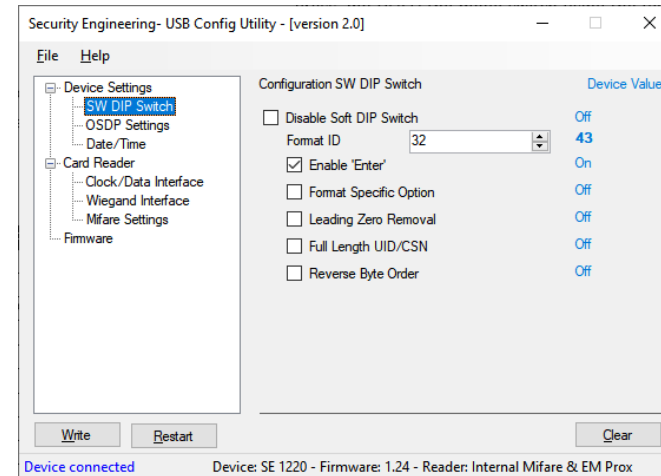 Security Engineering- USB Config Utility - [version 2.0]
File Help
Device Settings
SW DIP Switch
OSDP Settings
Date/Time
Card Reader
Clock/Data Interface
Wiegand Interface
Mifare Settings
Firmware
Configuration SW DIP Switch Device Value
Disable Soft DIP Switch Off
Format ID 32 43
Enable 'Enter' On
Format Specific Option Off
Leading Zero Removal Off
Full Length UID/CSN Off
Reverse Byte Order Off
Write Restart Clear
Device connected Device: SE 1220 - Firmware: 1.24 - Reader: Internal Mifare & EM Prox